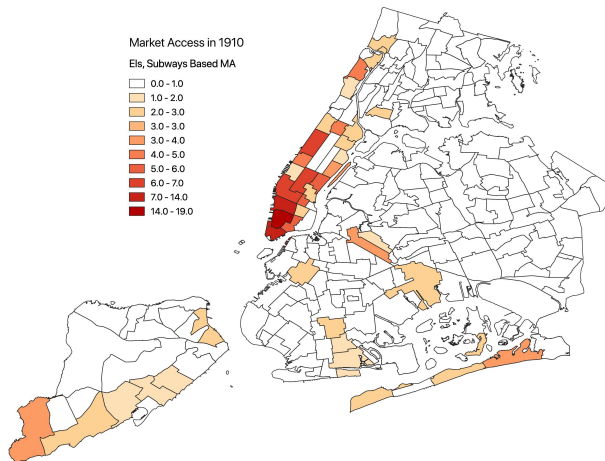 Market Access in 1910
Els, Subways Based MA
0.0 - 1.0
1.0 - 2.0
2.0 - 3.0
3.0 - 3.0
3.0 - 4.0
4.0 - 5.0
5.0 - 6.0
6.0 - 7.0
7.0 - 14.0
14.0 - 19.0